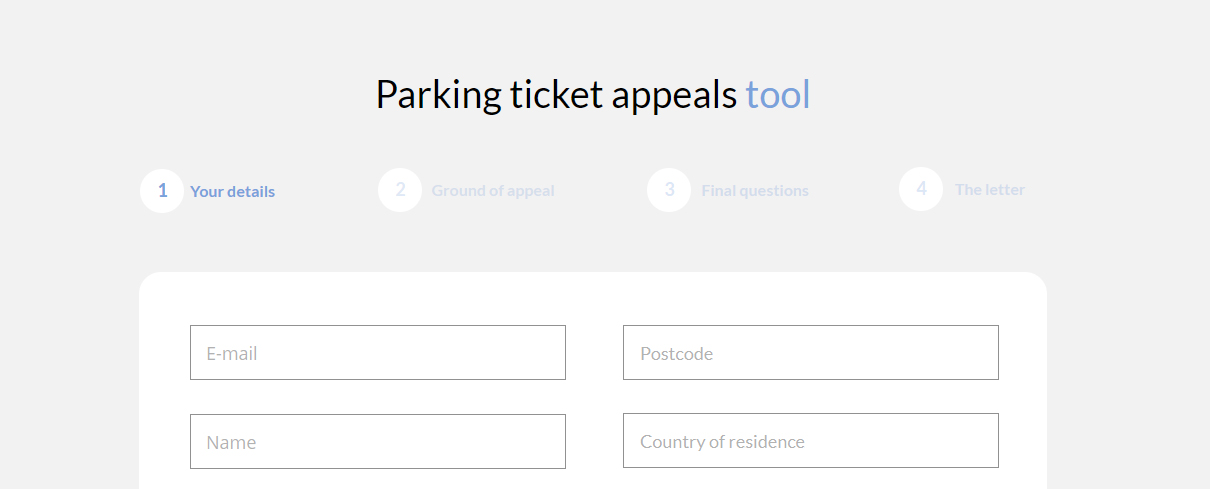 Parking ticket appeals tool
1 Your details
2 Ground of appeal
3 Final questions
4 The letter
E-mail
Postcode
Name
Country of residence